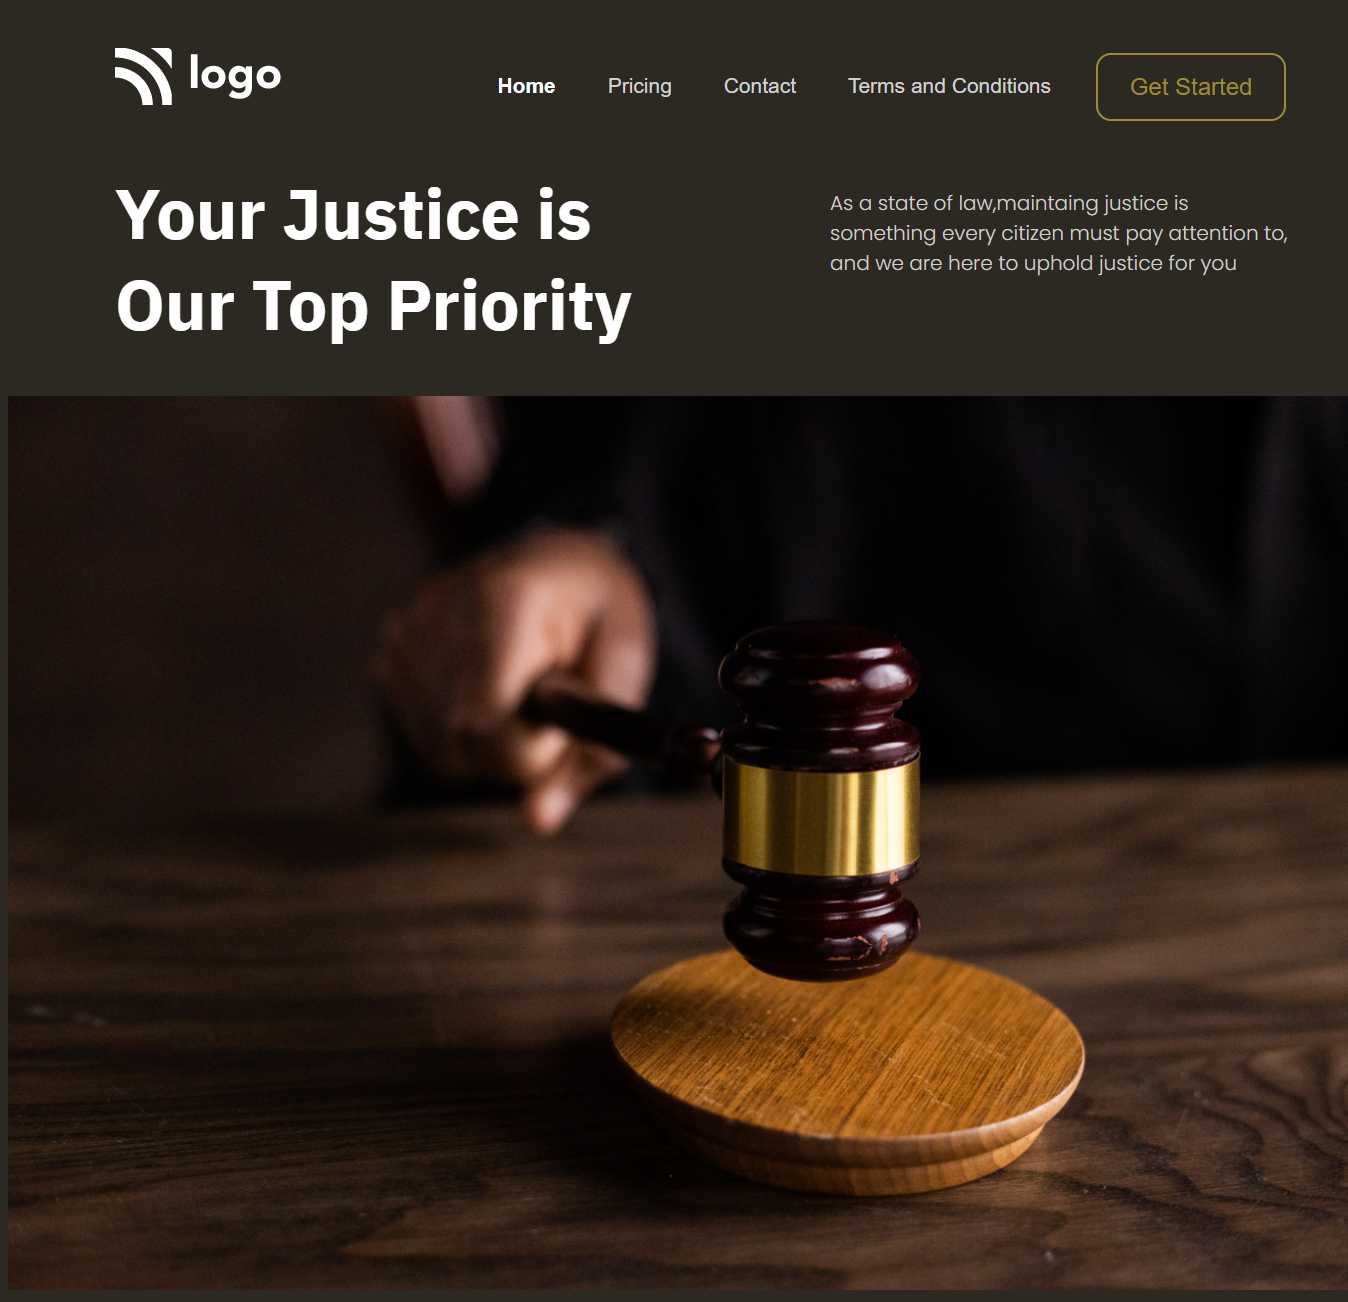 logo
Home
Pricing
Contact
Terms and Conditions
Get Started
Your Justice is
Our Top Priority
As a state of law,maintaing justice is
something every citizen must pay attention to,
and we are here to uphold justice for you